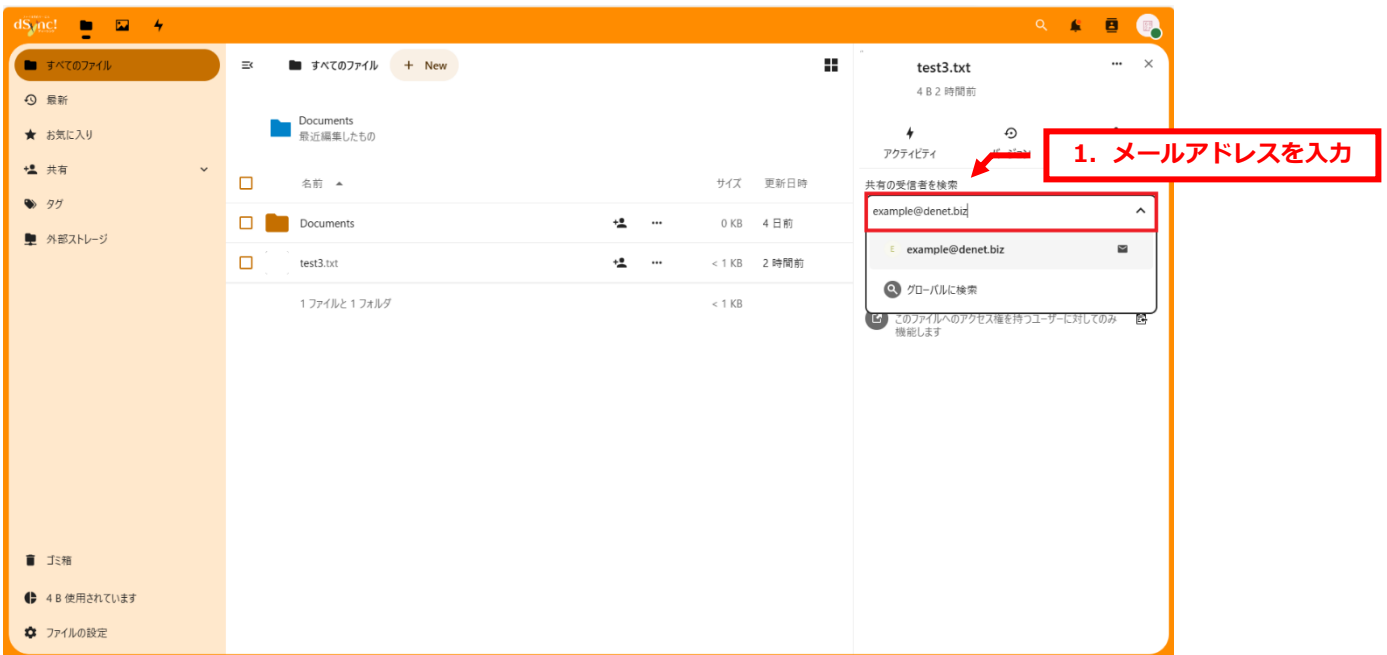 dSync!
すべてのファイル
最新
お気に入り
共有
タグ
外部ストレージ
ゴミ箱
4 B 使用されています
ファイルの設定
すべてのファイル
+ New
Documents
最近編集したもの
名前
サイズ
更新日時
Documents
0 KB
4 日前
test3.txt
< 1 KB
2 時間前
1 ファイルと 1 フォルダ
< 1 KB
test3.txt
4 B 2 時間前
アクティビティ
1. メールアドレスを入力
共有の受信者を検索
example@denet.biz
E
example@denet.biz
グローバルに検索
このファイルへのアクセス権を持つユーザーに対してのみ
機能します